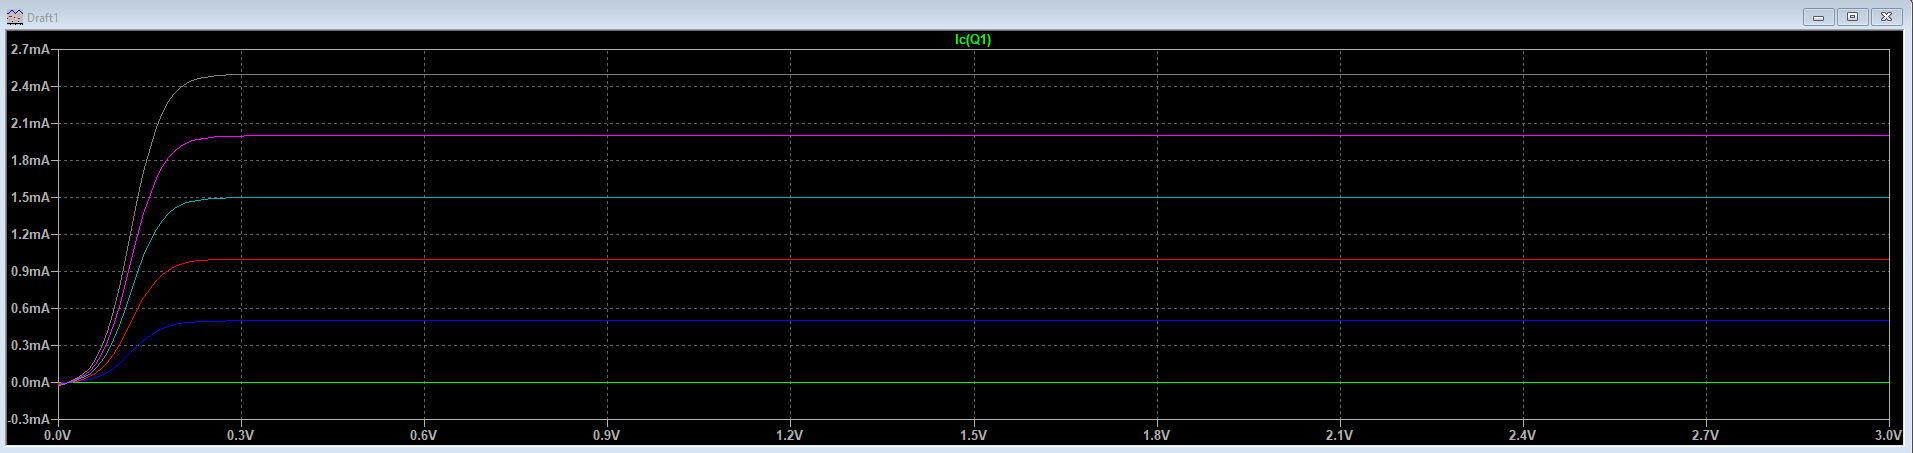 Draft1
Ic(Q1)
2.7mA
2.4mA
2.1mA
1.8mA
1.5mA
1.2mA
0.9mA
0.6mA
0.3mA
0.0mA
-0.3mA
0.0V 0.3V 0.6V 0.9V 1.2V 1.5V 1.8V 2.1V 2.4V 2.7V 3.0V